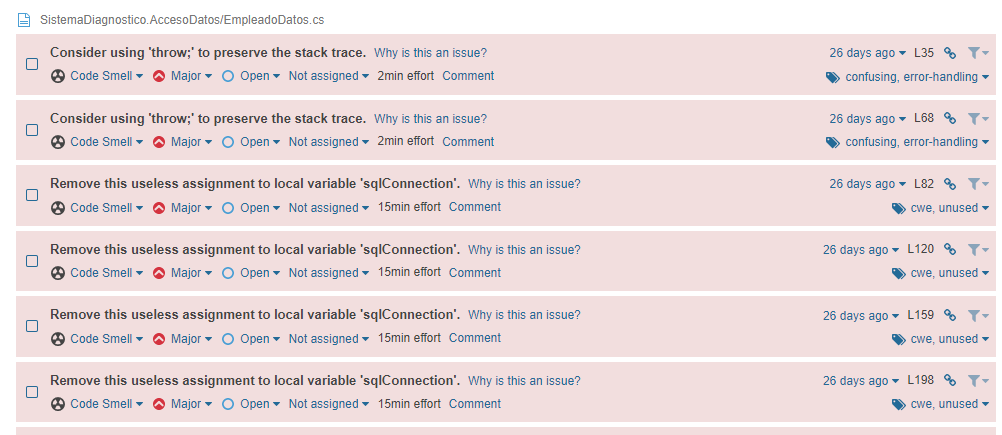 SistemaDiagnostico.AccesoDatos/EmpleadoDatos.cs
Consider using 'throw;' to preserve the stack trace. Why is this an issue? 26 days ago L35
Code Smell Major Open Not assigned 2min effort Comment confusing, error-handling
Consider using 'throw;' to preserve the stack trace. Why is this an issue? 26 days ago L68
Code Smell Major Open Not assigned 2min effort Comment confusing, error-handling
Remove this useless assignment to local variable 'sqlConnection'. Why is this an issue? 26 days ago L82
Code Smell Major Open Not assigned 15min effort Comment cwe, unused
Remove this useless assignment to local variable 'sqlConnection'. Why is this an issue? 26 days ago L120
Code Smell Major Open Not assigned 15min effort Comment cwe, unused
Remove this useless assignment to local variable 'sqlConnection'. Why is this an issue? 26 days ago L159
Code Smell Major Open Not assigned 15min effort Comment cwe, unused
Remove this useless assignment to local variable 'sqlConnection'. Why is this an issue? 26 days ago L198
Code Smell Major Open Not assigned 15min effort Comment cwe, unused